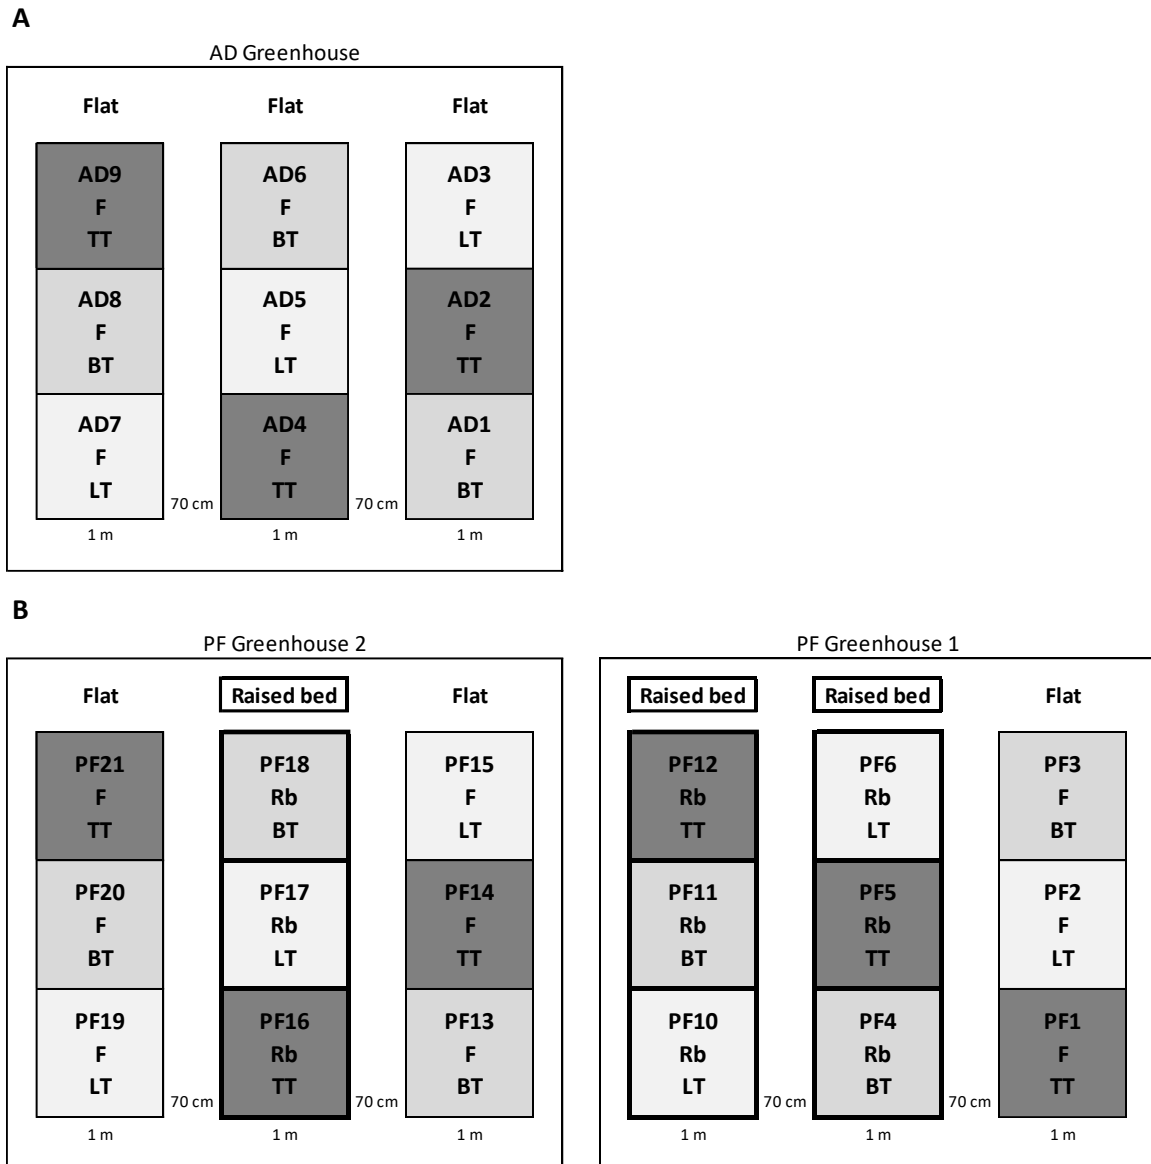 A
AD Greenhouse
Flat Flat Flat
AD9 AD6 AD3
F F F
TT BT LT
AD8 AD5 AD2
F F F
BT LT TT
AD7 AD4 AD1
F F F
LT TT BT
70 cm 70 cm
1 m 1 m 1 m
B
PF Greenhouse 2
Flat Raised bed Flat
PF21 PF18 PF15
F Rb F
TT BT LT
PF20 PF17 PF14
F Rb F
BT LT TT
PF19 PF16 PF13
F Rb F
LT TT BT
70 cm 70 cm
1 m 1 m 1 m
PF Greenhouse 1
Raised bed Raised bed Flat
PF12 PF6 PF3
Rb Rb F
TT LT BT
PF11 PF5 PF2
Rb Rb F
BT TT LT
PF10 PF4 PF1
Rb Rb F
LT BT TT
70 cm 70 cm
1 m 1 m 1 m